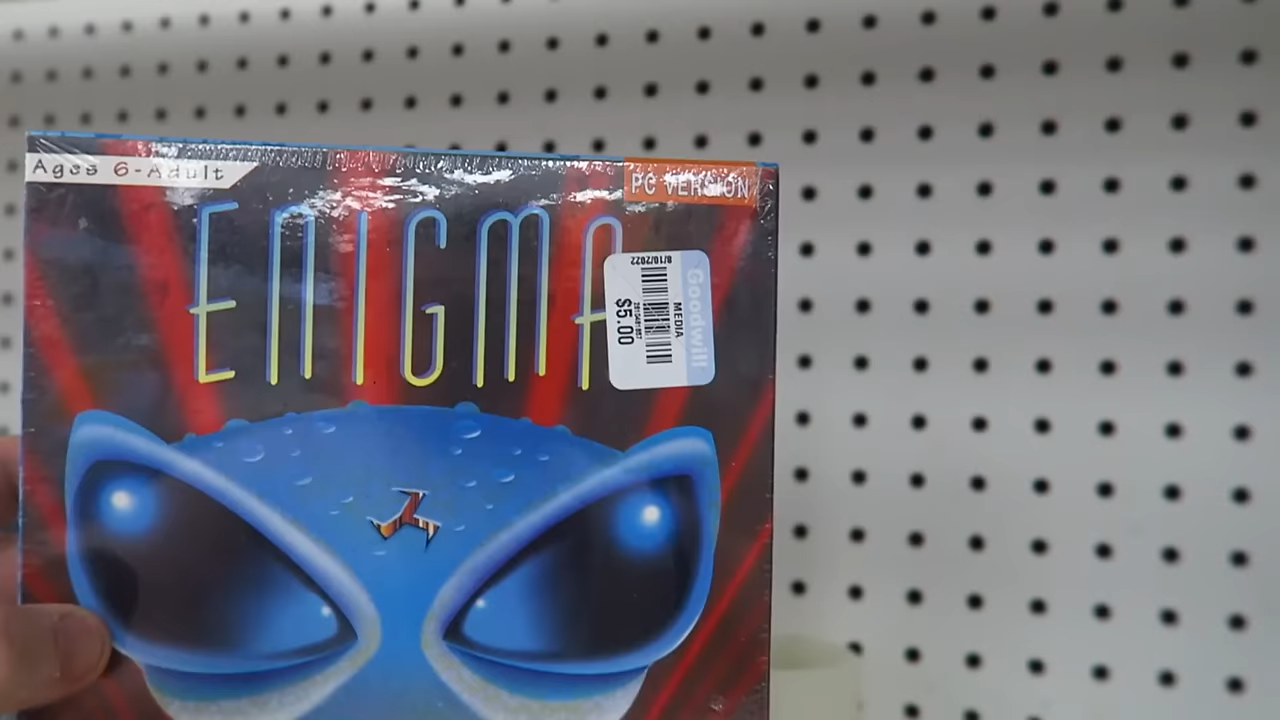 Ages 6-Adult
PC VERSION
ENIGMA
8/10/2022
Goodwill
MEDIA
$5.00